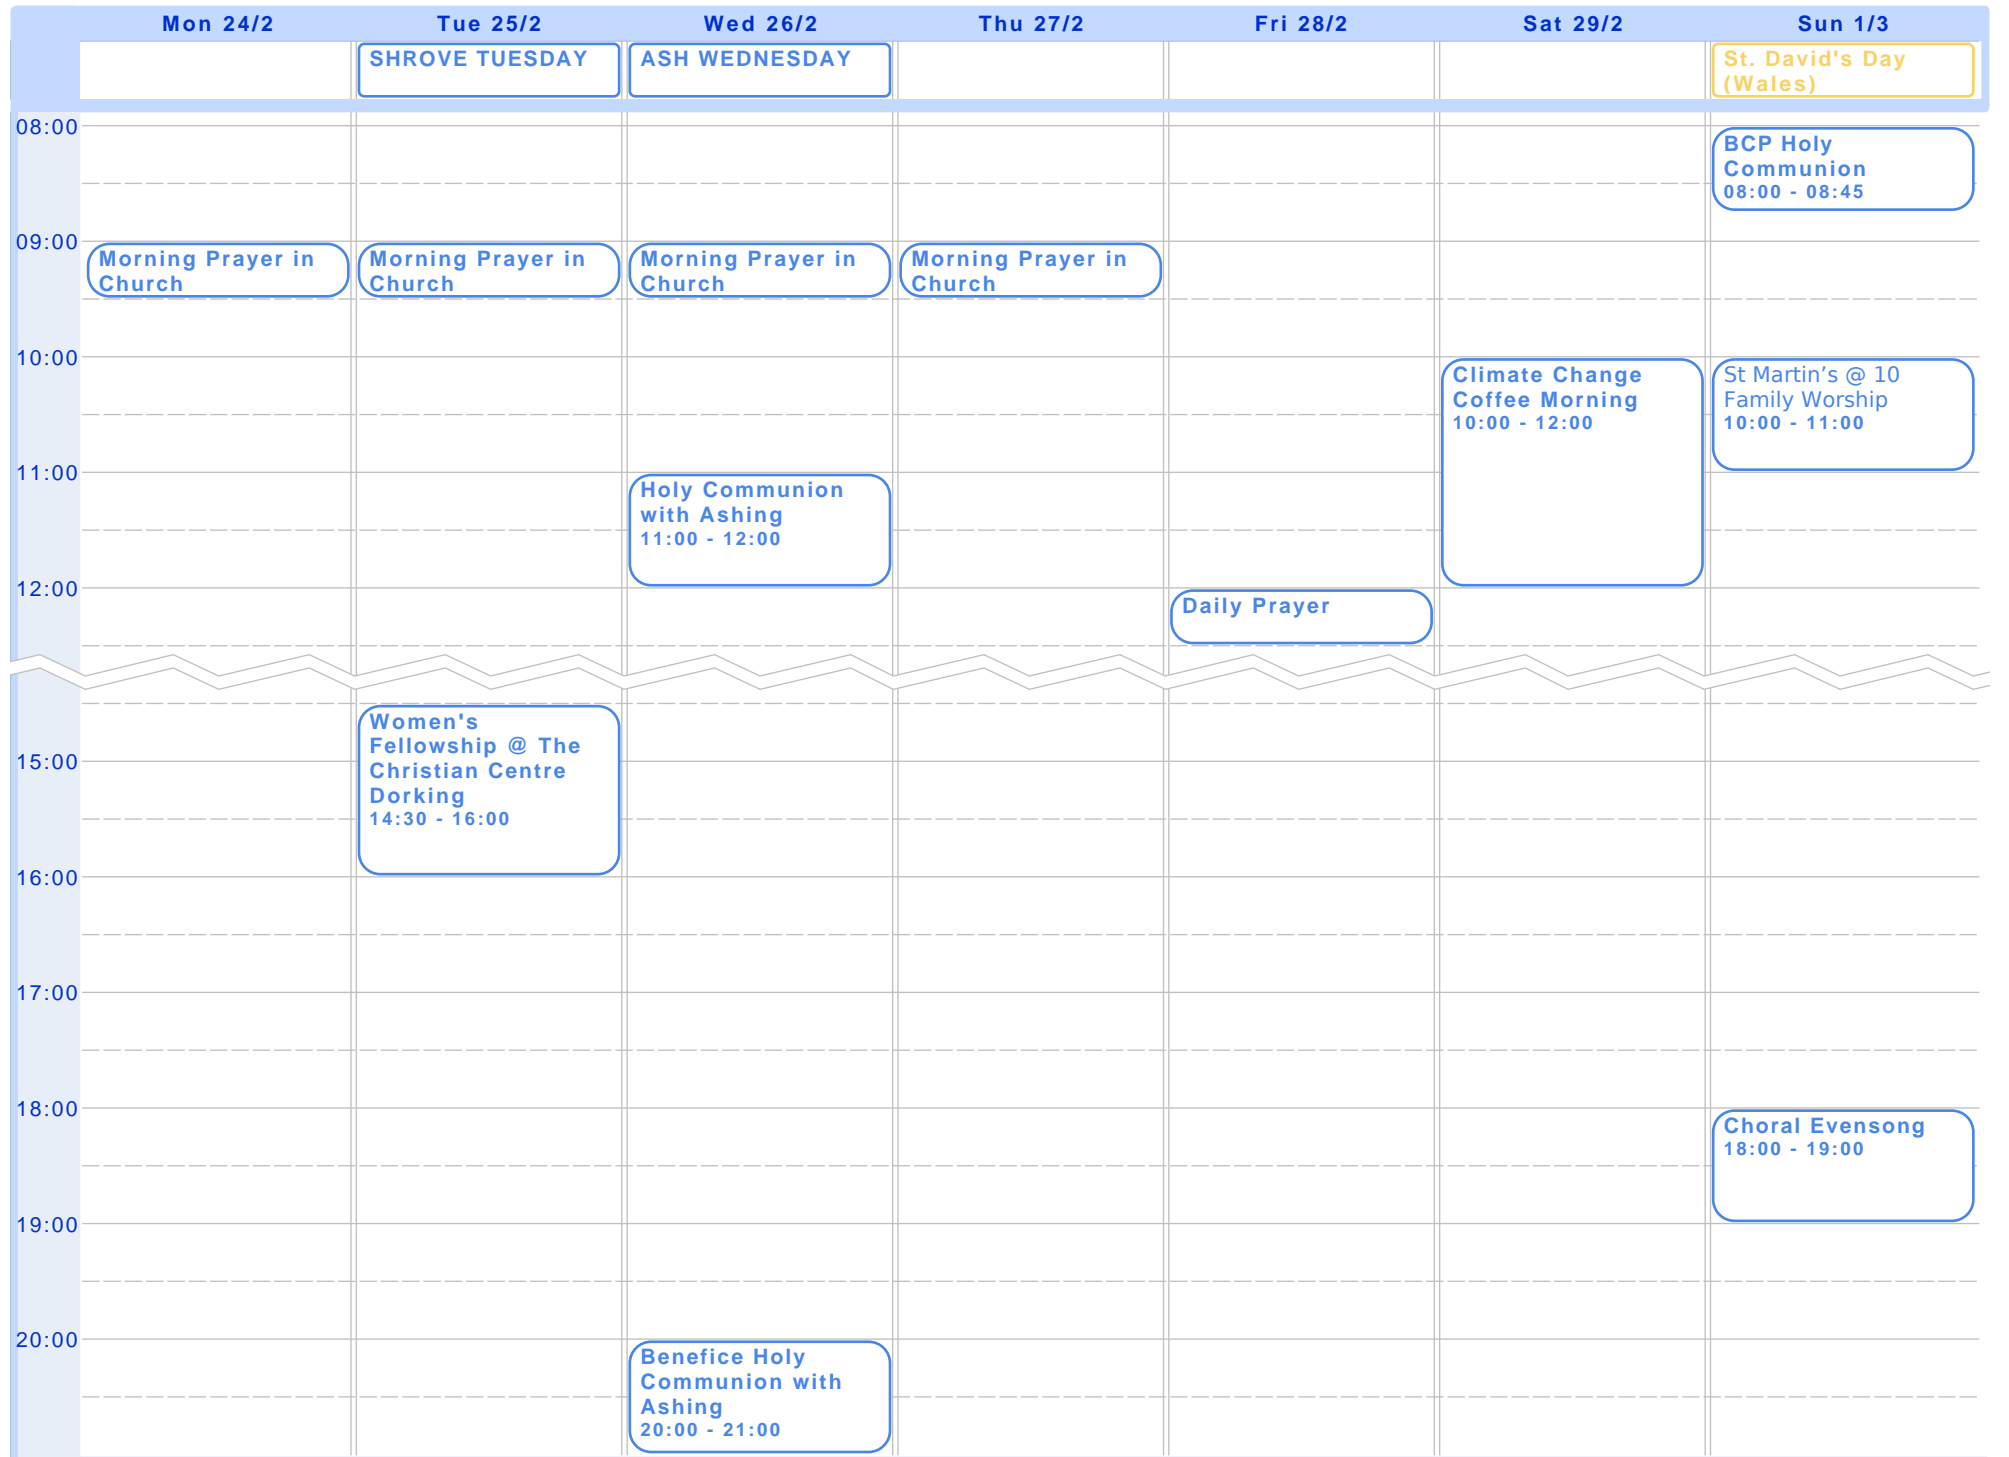 Mon 24/2 Tue 25/2 Wed 26/2 Thu 27/2 Fri 28/2 Sat 29/2 Sun 1/3
SHROVE TUESDAY
ASH WEDNESDAY
St. David's Day
(Wales)
08:00
BCP Holy
Communion
08:00 - 08:45
09:00
Morning Prayer in
Church
Morning Prayer in
Church
Morning Prayer in
Church
Morning Prayer in
Church
10:00
Climate Change
Coffee Morning
10:00 - 12:00
St Martin’s @ 10
Family Worship
10:00 - 11:00
11:00
Holy Communion
with Ashing
11:00 - 12:00
12:00
Daily Prayer
Women's
Fellowship @ The
Christian Centre
Dorking
14:30 - 16:00
15:00
16:00
17:00
18:00
Choral Evensong
18:00 - 19:00
19:00
20:00
Benefice Holy
Communion with
Ashing
20:00 - 21:00